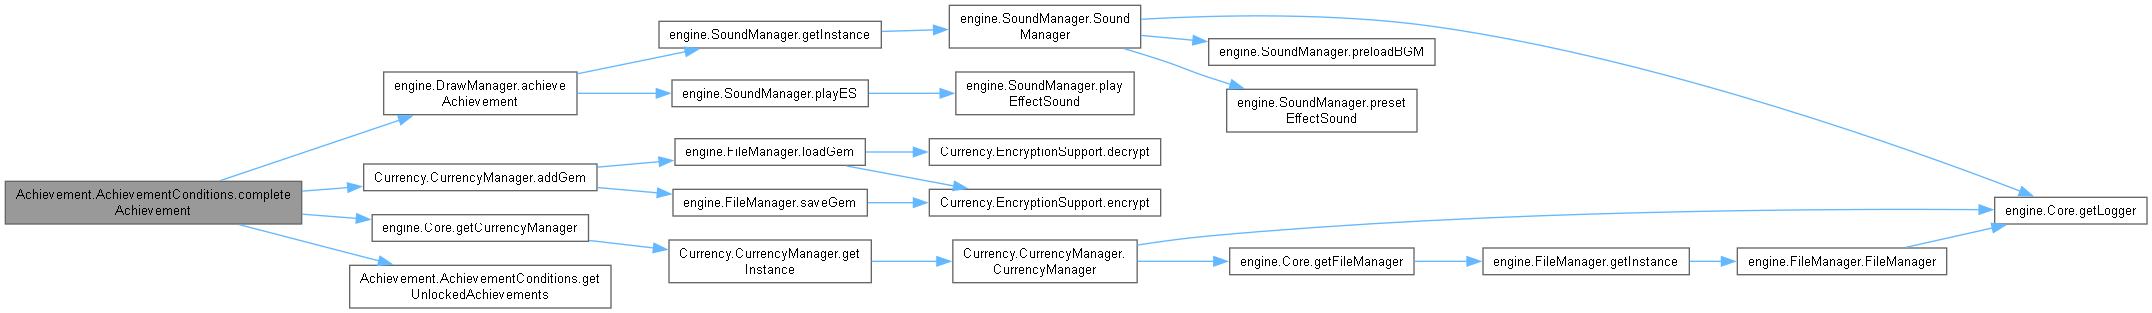 Achievement.AchievementConditions.complete
Achievement
engine.DrawManager.achieve
Achievement
Currency.CurrencyManager.addGem
engine.Core.getCurrencyManager
Achievement.AchievementConditions.get
UnlockedAchievements
engine.SoundManager.getInstance
engine.SoundManager.playES
engine.FileManager.loadGem
engine.FileManager.saveGem
Currency.CurrencyManager.get
Instance
engine.SoundManager.Sound
Manager
engine.SoundManager.play
EffectSound
Currency.EncryptionSupport.decrypt
Currency.EncryptionSupport.encrypt
Currency.CurrencyManager.
CurrencyManager
engine.SoundManager.preloadBGM
engine.SoundManager.preset
EffectSound
engine.Core.getFileManager
engine.FileManager.getInstance
engine.FileManager.FileManager
engine.Core.getLogger